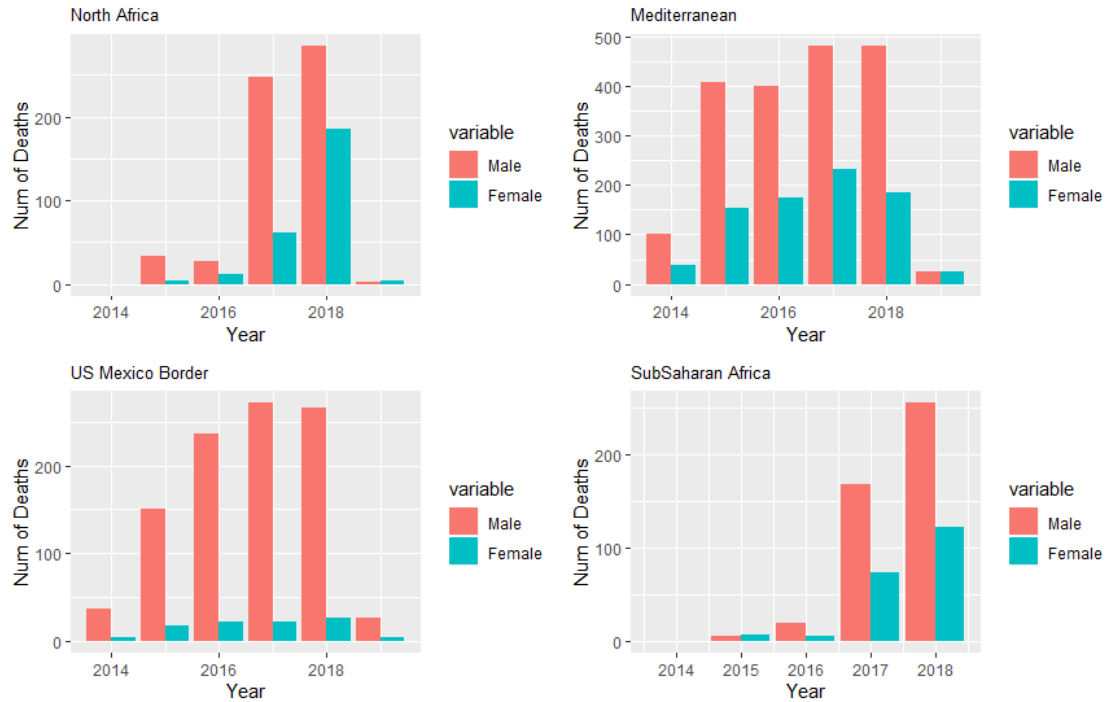 North Africa
Num of Deaths
200
100
0
2014 2016 2018
Year
variable
Male
Female
Mediterranean
Num of Deaths
500
400
300
200
100
0
2014 2016 2018
Year
variable
Male
Female
US Mexico Border
Num of Deaths
200
100
0
2014 2016 2018
Year
variable
Male
Female
SubSaharan Africa
Num of Deaths
200
100
0
2014 2015 2016 2017 2018
Year
variable
Male
Female